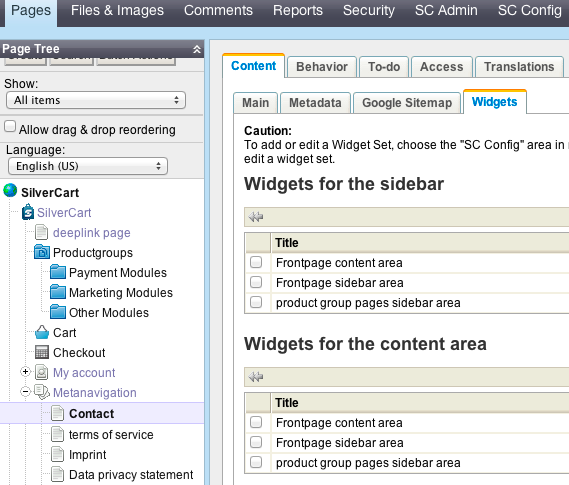 Pages Files & Images Comments Reports Security SC Admin SC Config
Page Tree
Show:
All items
Allow drag & drop reordering
Language:
English (US)
SilverCart
SilverCart
deeplink page
Productgroups
Payment Modules
Marketing Modules
Other Modules
Cart
Checkout
My account
Metanavigation
Contact
terms of service
Imprint
Data privacy statement
Content Behavior To-do Access Translations
Main Metadata Google Sitemap Widgets
Caution:
To add or edit a Widget Set, choose the "SC Config" area in
edit a widget set.
Widgets for the sidebar
Title
Frontpage content area
Frontpage sidebar area
product group pages sidebar area
Widgets for the content area
Title
Frontpage content area
Frontpage sidebar area
product group pages sidebar area